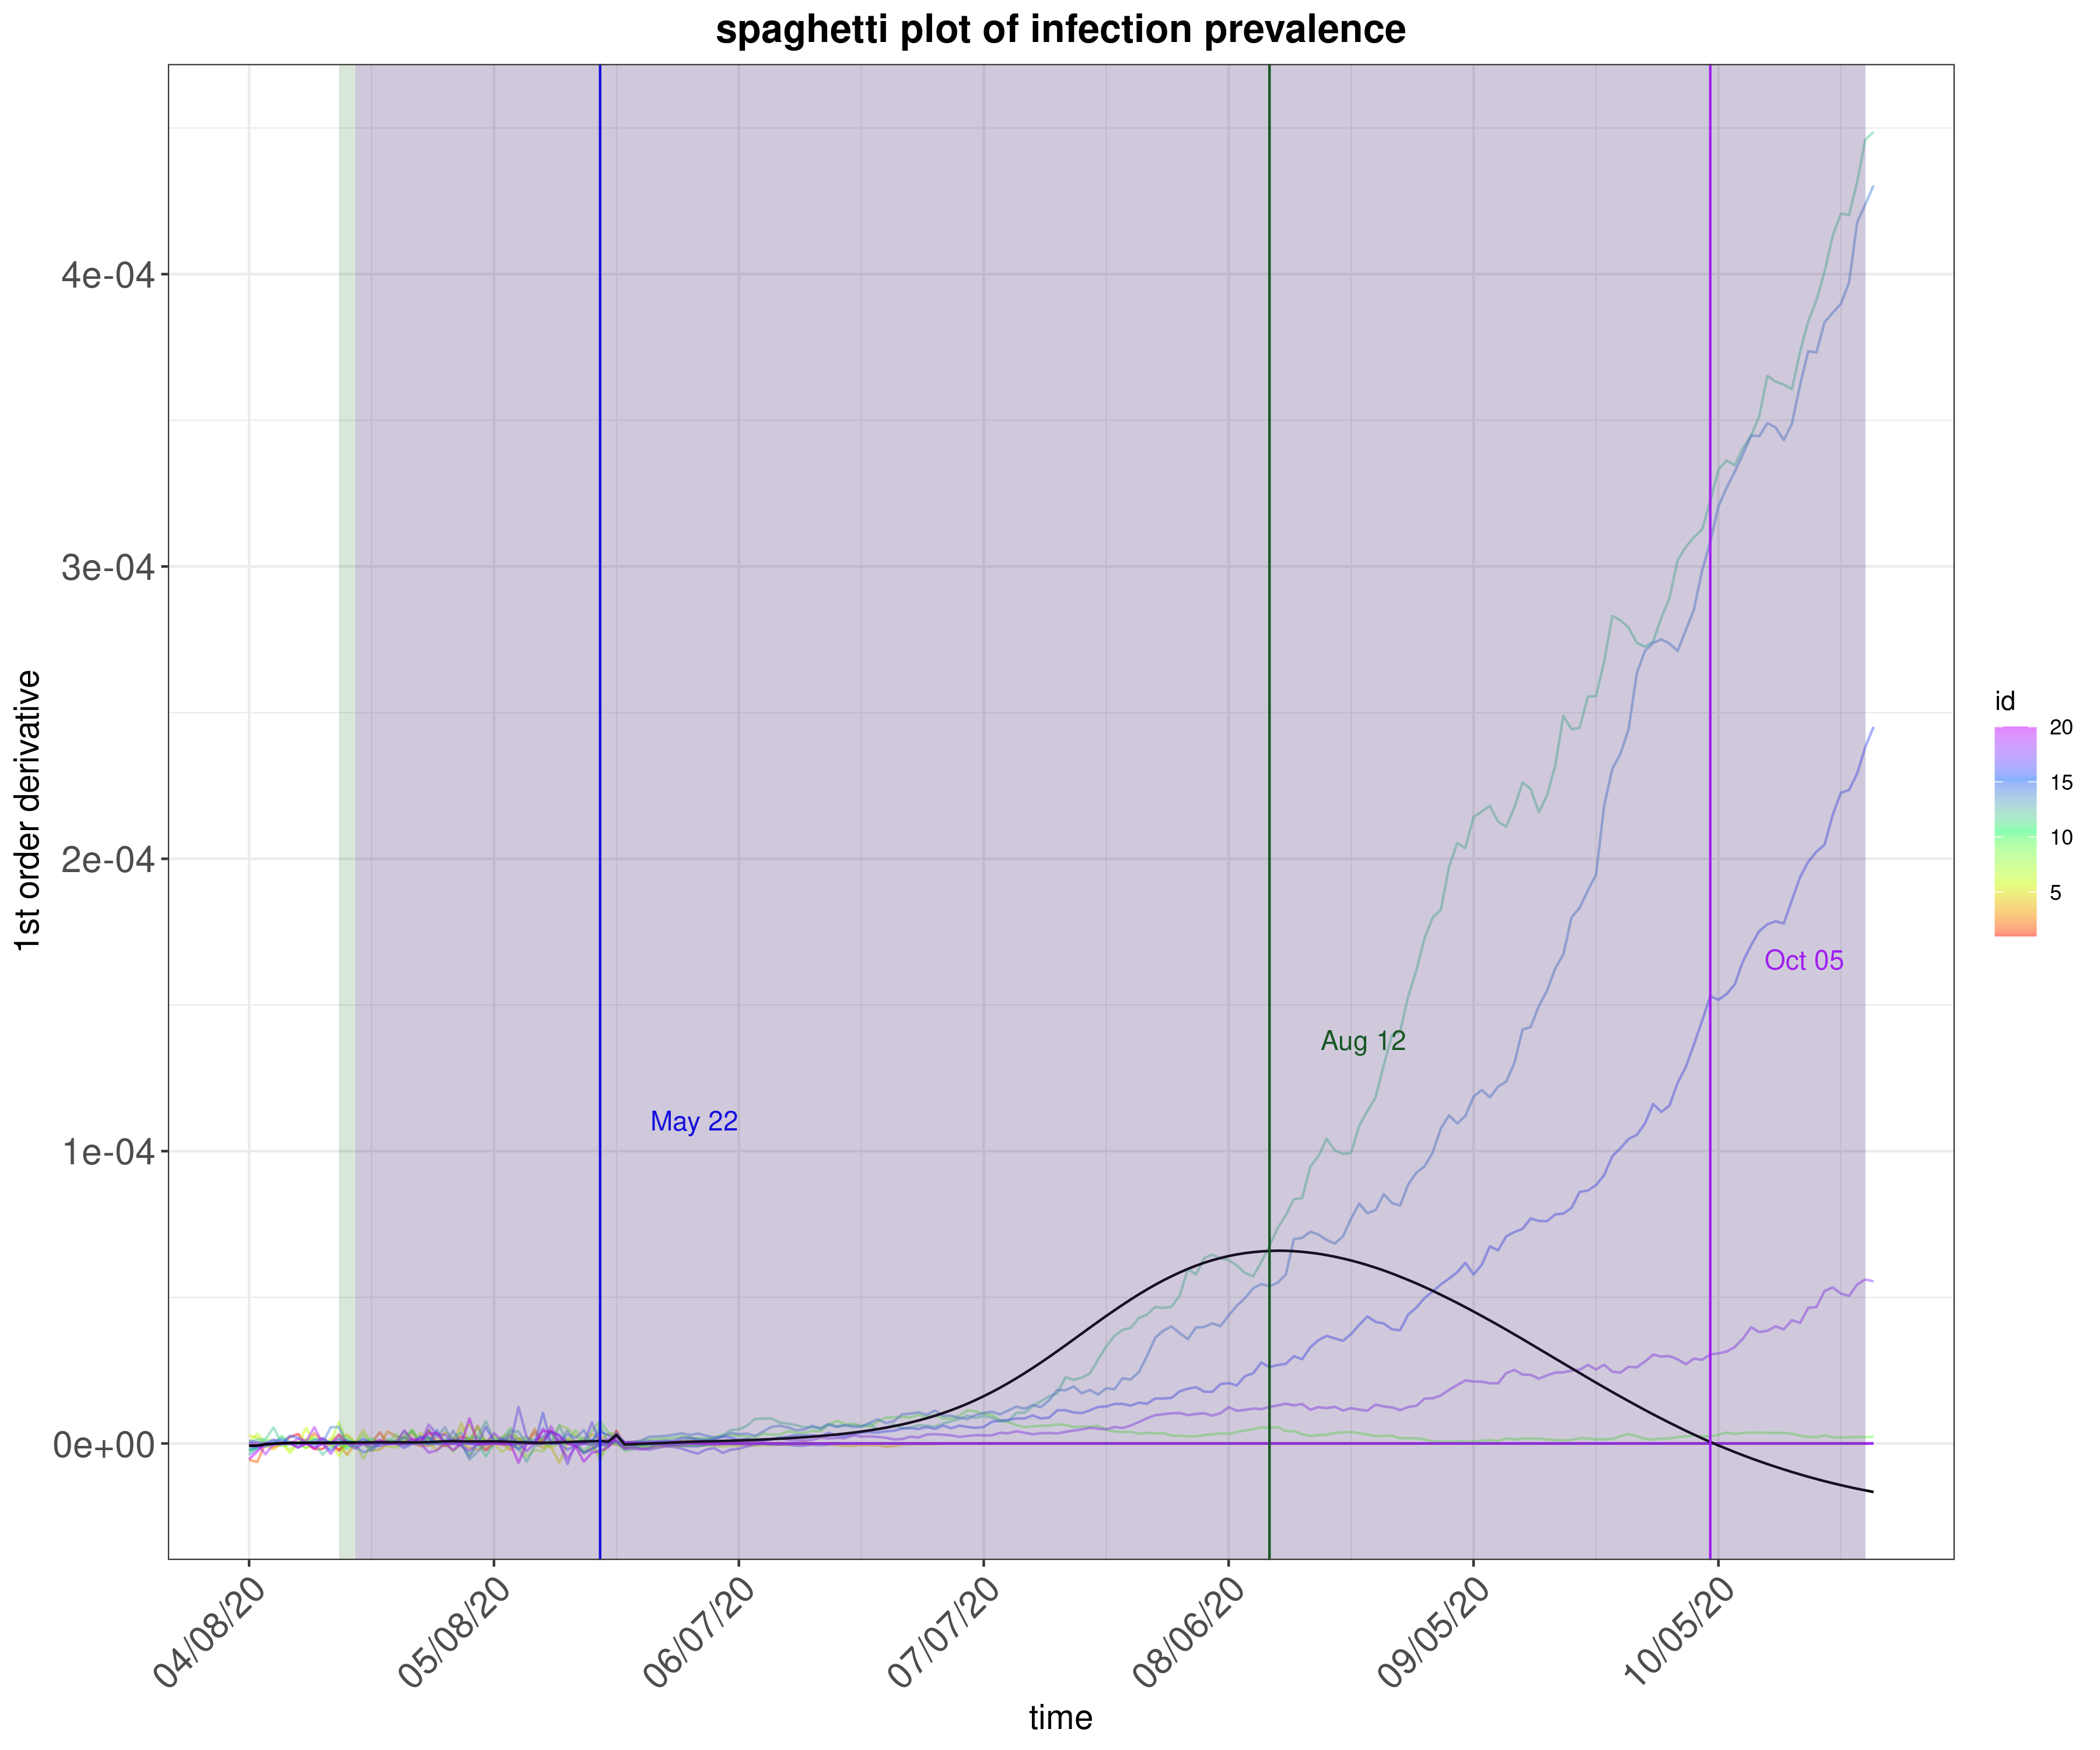 spaghetti plot of infection prevalence
1st order derivative
4e-04
3e-04
2e-04
1e-04
0e+00
May 22
Aug 12
Oct 05
04/08/20
05/08/20
06/07/20
07/07/20
08/06/20
09/05/20
10/05/20
time
id
20
15
10
5